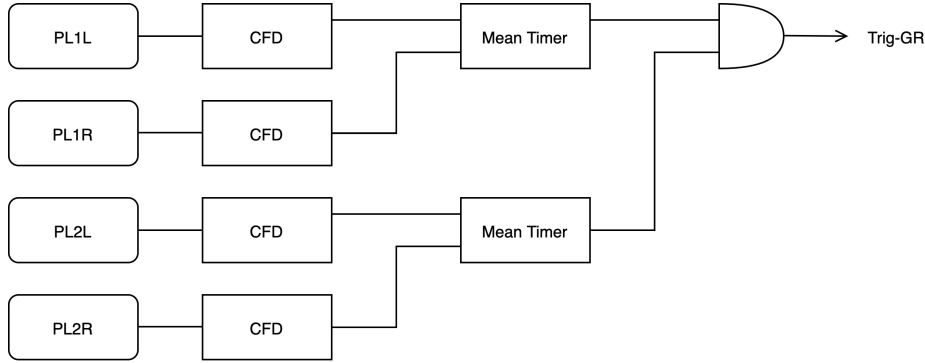 PL1L
CFD
Mean Timer
Trig-GR
PL1R
CFD
PL2L
CFD
Mean Timer
PL2R
CFD